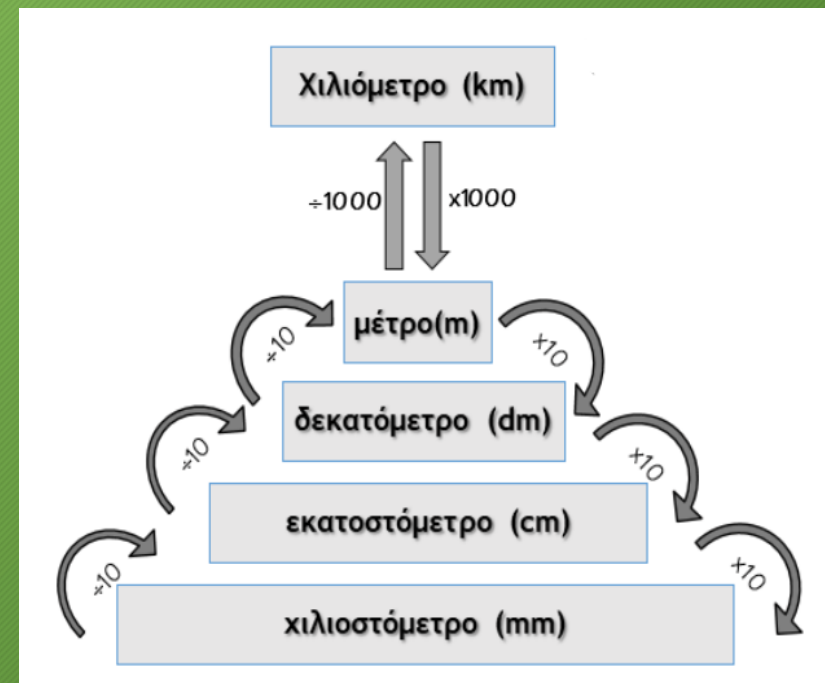 Χιλιόμετρο (km)
÷1000
x1000
μέτρο(m)
÷10
x10
δεκατόμετρο (dm)
÷10
x10
εκατοστόμετρο (cm)
÷10
x10
χιλιοστόμετρο (mm)